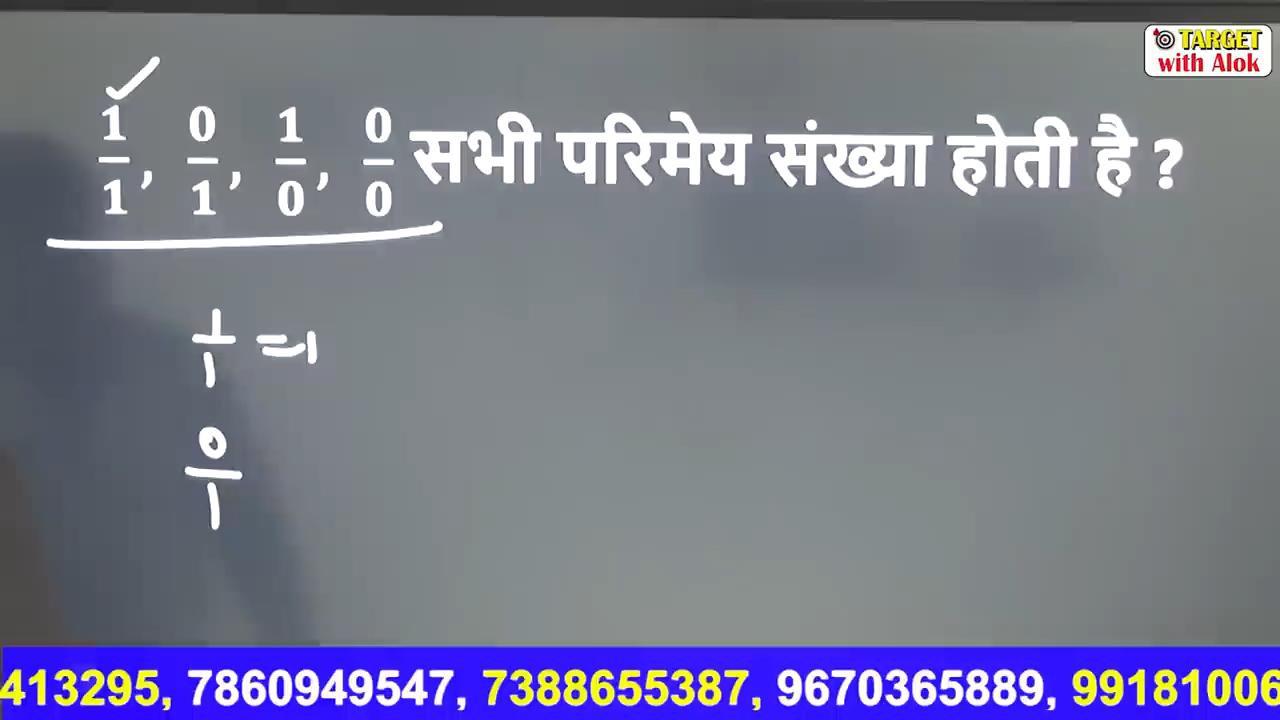 TARGET
with Alok
1/1, 0/1, 1/0, 0/0 सभी परिमेय संख्या होती है ?
1/1 = 1
0/1
413295, 7860949547, 7388655387, 9670365889, 99181006